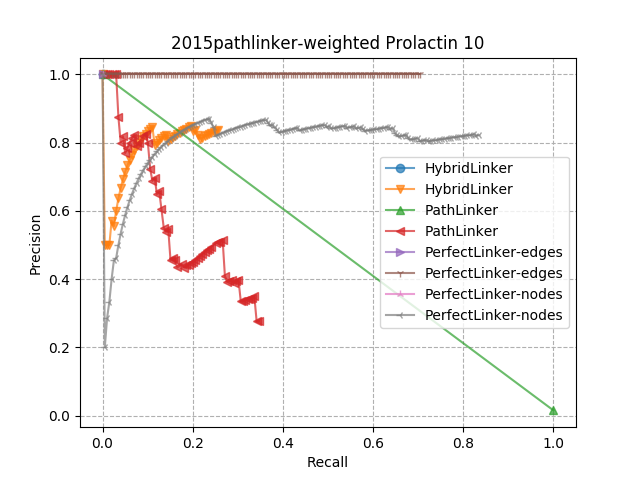 2015pathlinker-weighted Prolactin 10
Precision
1.0
0.8
0.6
0.4
0.2
0.0
HybridLinker
HybridLinker
PathLinker
PathLinker
PerfectLinker-edges
PerfectLinker-edges
PerfectLinker-nodes
PerfectLinker-nodes
0.0 0.2 0.4 0.6 0.8 1.0
Recall